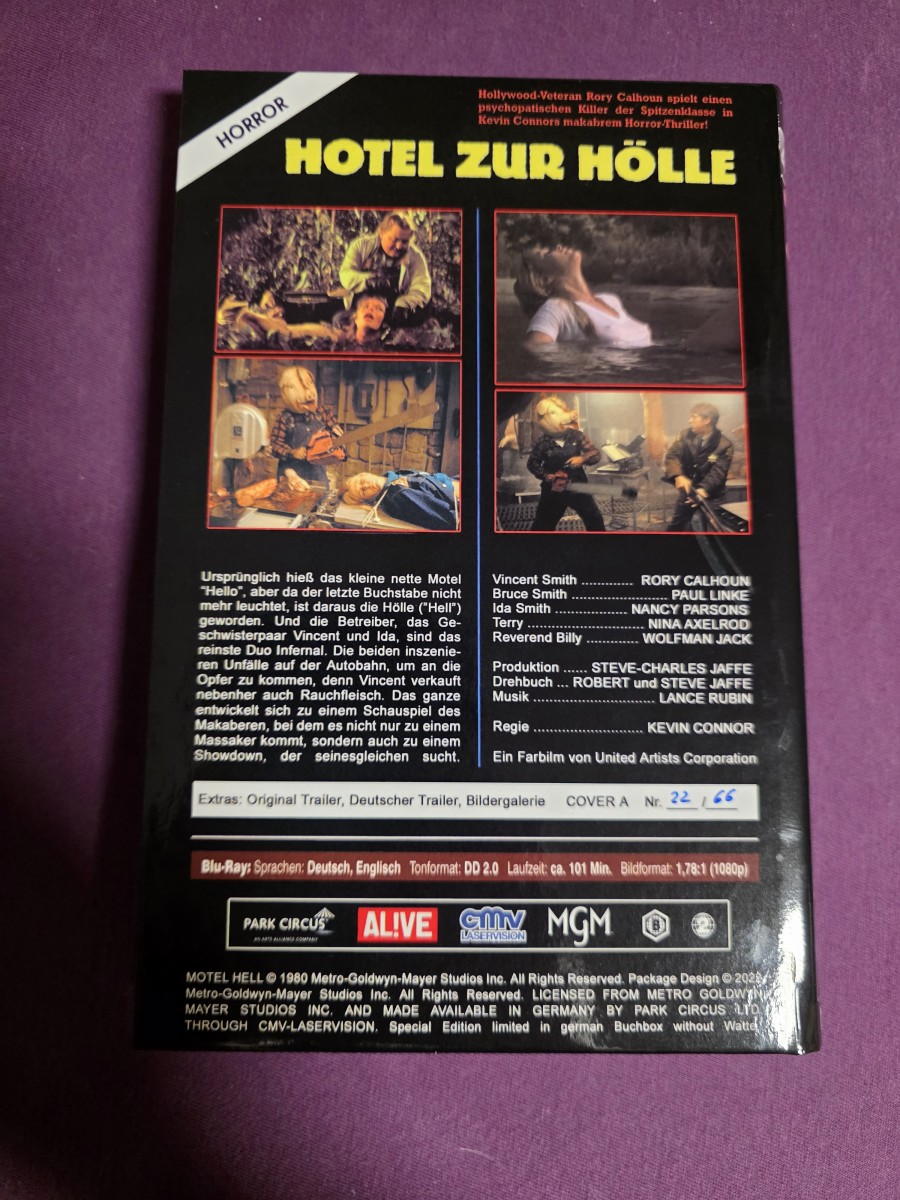 HORROR
Hollywood-Veteran Rory Calhoun spielt einen
psychopatischen Killer der Spitzenklasse in
Kevin Connors makabrem Horror-Thriller!
HOTEL ZUR HÖLLE
Ursprünglich hieß das kleine nette Motel
"Hello", aber da der letzte Buchstabe nicht
mehr leuchtet, ist daraus die Hölle ("Hell")
geworden. Und die Betreiber, das Ge-
schwisterpaar Vincent und Ida, sind das
reinste Duo Infernal. Die beiden inszenie-
ren Unfälle auf der Autobahn, um an die
Opfer zu kommen, denn Vincent verkauft
nebenher auch Rauchfleisch. Das ganze
entwickelt sich zu einem Schauspiel des
Makaberen, bei dem es nicht nur zu einem
Massaker kommt, sondern auch zu einem
Showdown, der seinesgleichen sucht.
Vincent Smith ............. RORY CALHOUN
Bruce Smith ........................ PAUL LINKE
Ida Smith .................. NANCY PARSONS
Terry ............................. NINA AXELROD
Reverend Billy ............. WOLFMAN JACK
Produktion ...... STEVE-CHARLES JAFFE
Drehbuch ... ROBERT und STEVE JAFFE
Musik ............................. LANCE RUBIN
Regie .......................... KEVIN CONNOR
Ein Farbilm von United Artists Corporation
Extras: Original Trailer, Deutscher Trailer, Bildergalerie COVER A Nr. 22 / 66
Blu-Ray: Sprachen: Deutsch, Englisch Tonformat: DD 2.0 Laufzeit: ca. 101 Min. Bildformat: 1,78:1 (1080p)
PARK CIRCUS
AN ARTS ALLIANCE COMPANY
AL!VE
cmv
LASERVISION
MGM
B
2
MOTEL HELL © 1980 Metro-Goldwyn-Mayer Studios Inc. All Rights Reserved. Package Design ©
Metro-Goldwyn-Mayer Studios Inc. All Rights Reserved. LICENSED FROM METRO GOLDWYN
MAYER STUDIOS INC. AND MADE AVAILABLE IN GERMANY BY PARK CIRCUS LTD.
THROUGH CMV-LASERVISION. Special Edition limited in german Buchbox without Watte.